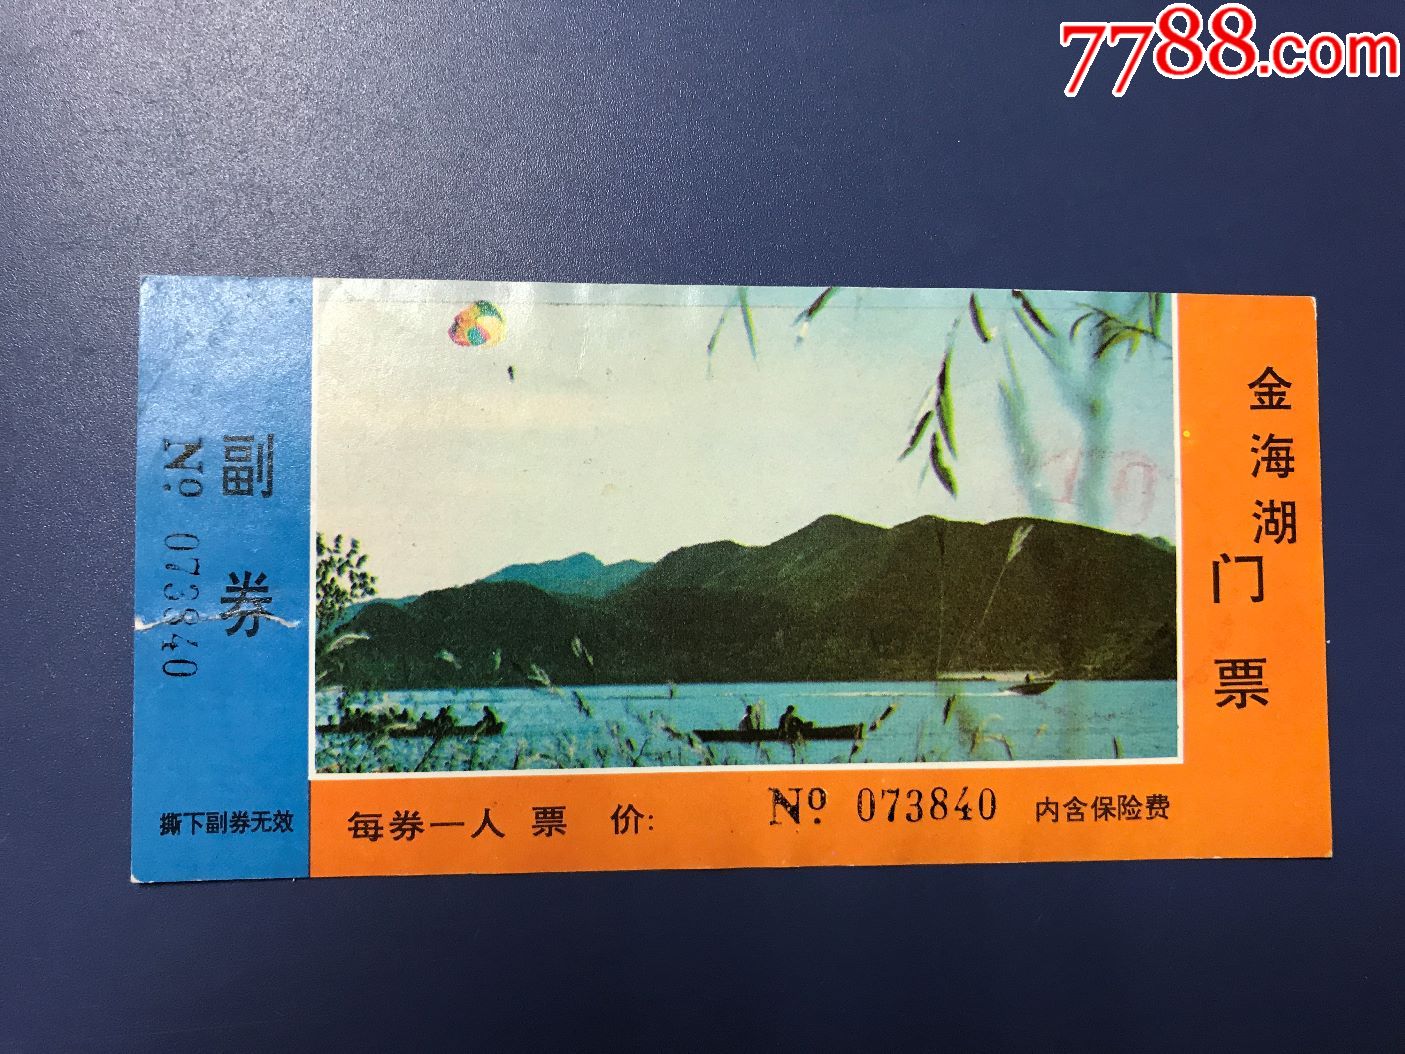 7788.com
副券
No. 073840
撕下副券无效
金海湖
门票
每券一人 票 价:
No. 073840
内含保险费